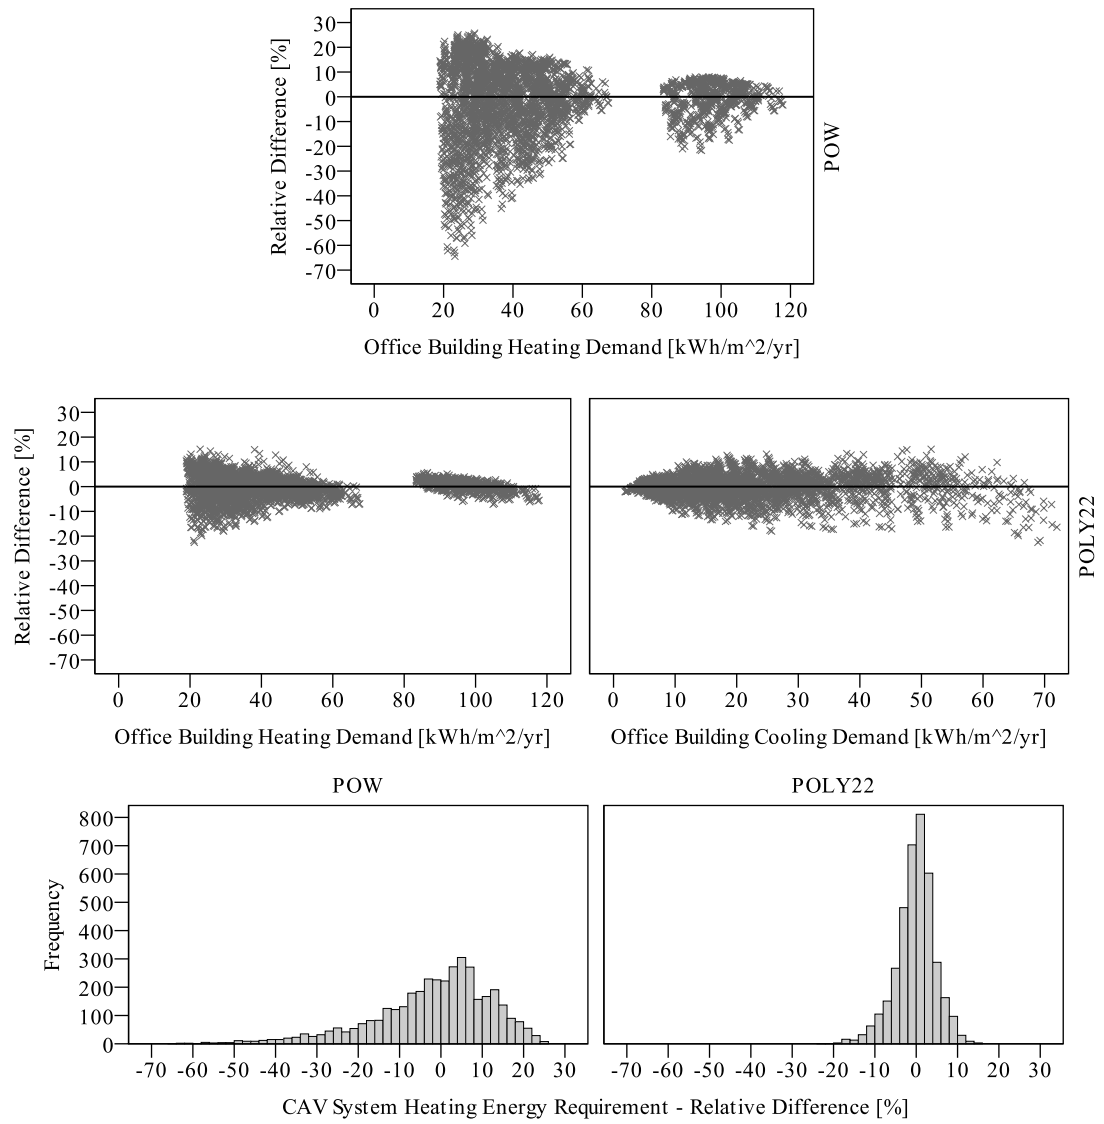 30
20
10
0
-10
-20
-30
-40
-50
-60
-70
Relative Difference [%]
POW
0 20 40 60 80 100 120
Office Building Heating Demand [kWh/m^2/yr]
30
20
10
0
-10
-20
-30
-40
-50
-60
-70
Relative Difference [%]
POLY22
0 20 40 60 80 100 120
0 10 20 30 40 50 60 70
Office Building Heating Demand [kWh/m^2/yr]
Office Building Cooling Demand [kWh/m^2/yr]
POW
POLY22
800
700
600
500
400
300
200
100
0
Frequency
-70 -60 -50 -40 -30 -20 -10 0 10 20 30
-70 -60 -50 -40 -30 -20 -10 0 10 20 30
CAV System Heating Energy Requirement - Relative Difference [%]